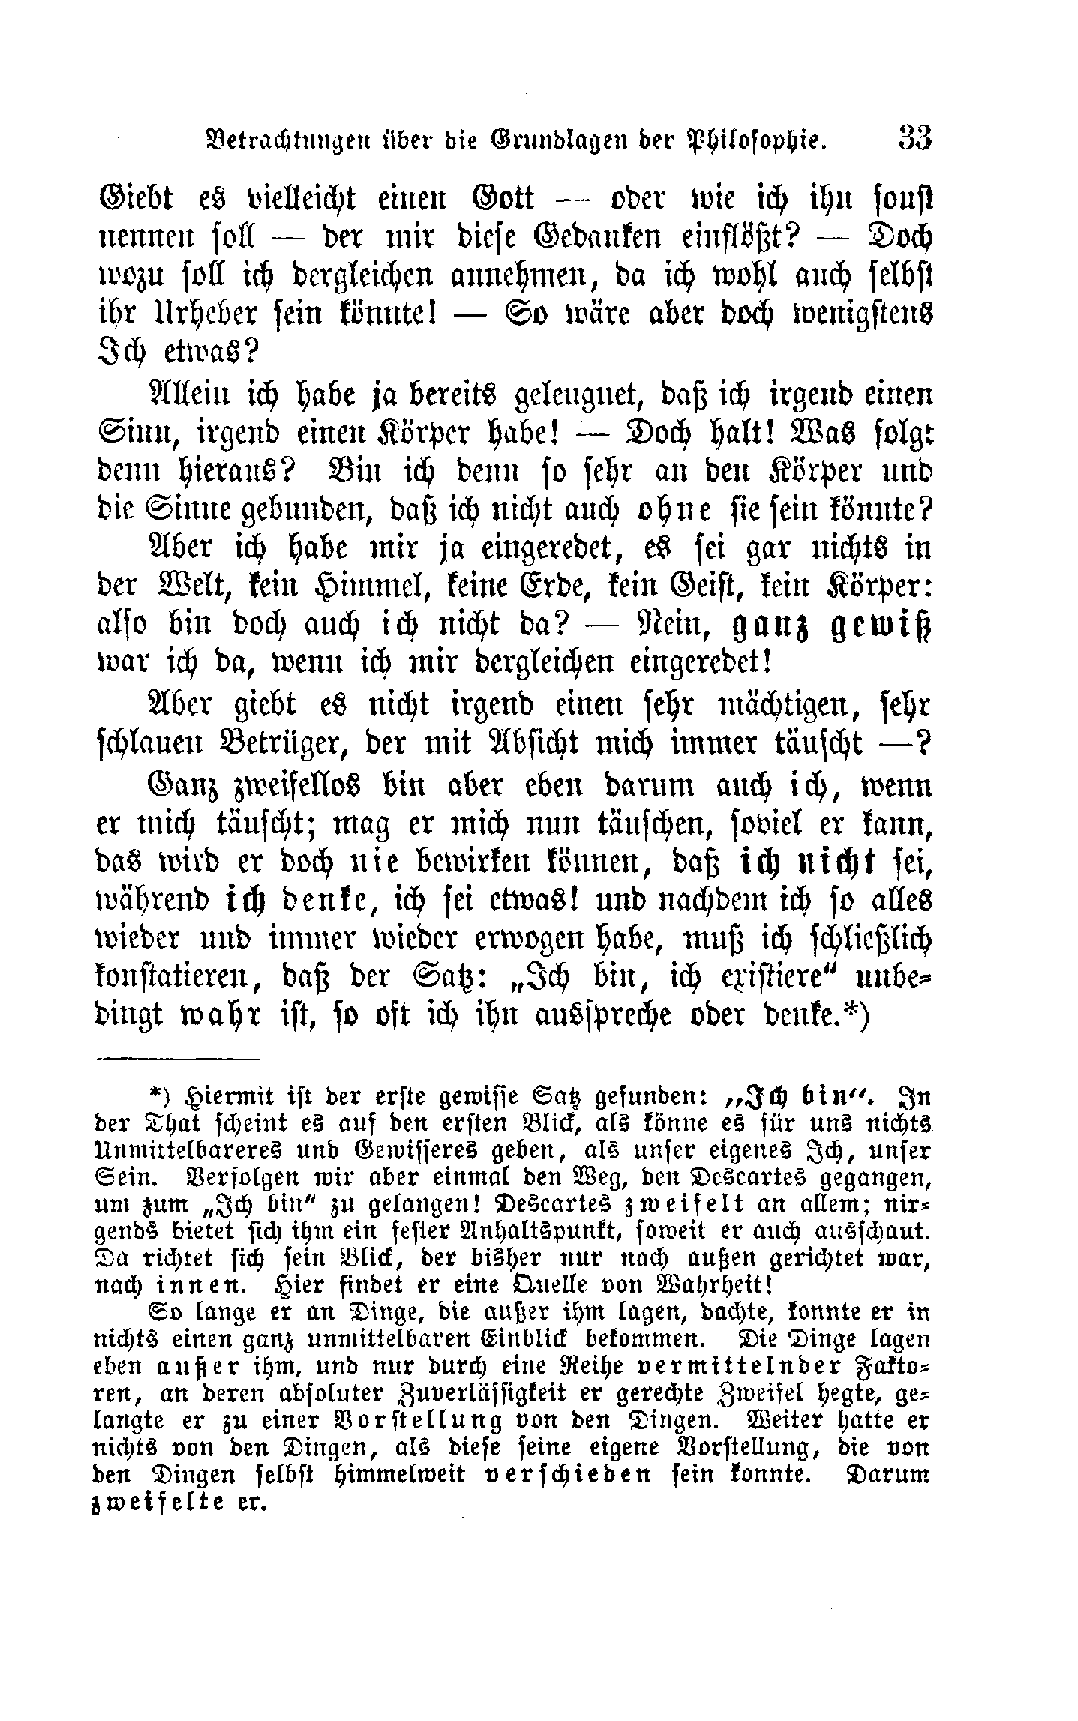 Betrachtungen über die Grundlagen der Philosophie. 33
Giebt es vielleicht einen Gott — oder wie ich ihn sonst
nennen soll — der mir diese Gedanken einflößt? — Doch
wozu soll ich dergleichen annehmen, da ich wohl auch selbst
ihr Urheber sein könnte! — So wäre aber doch wenigstens
Ich etwas?
Allein ich habe ja bereits geleugnet, daß ich irgend einen
Sinn, irgend einen Körper habe! — Doch halt! Was folgt
denn hieraus? Bin ich denn so sehr an den Körper und
die Sinne gebunden, daß ich nicht auch ohne sie sein könnte?
Aber ich habe mir ja eingeredet, es sei gar nichts in
der Welt, kein Himmel, keine Erde, kein Geist, kein Körper:
also bin doch auch ich nicht da? — Nein, ganz gewiß
war ich da, wenn ich mir dergleichen eingeredet!
Aber giebt es nicht irgend einen sehr mächtigen, sehr
schlauen Betrüger, der mit Absicht mich immer täuscht —?
Ganz zweifellos bin aber eben darum auch ich, wenn
er mich täuscht; mag er mich nun täuschen, soviel er kann,
das wird er doch nie bewirken können, daß ich nicht sei,
während ich denke, ich sei etwas! und nachdem ich so alles
wieder und immer wieder erwogen habe, muß ich schließlich
konstatieren, daß der Satz: „Ich bin, ich existiere“ unbe-
dingt wahr ist, so oft ich ihn ausspreche oder denke.*)
*) Hiermit ist der erste gewisse Satz gefunden: „Ich bin“. In
der That scheint es auf den ersten Blick, als könne es für uns nichts
Unmittelbareres und Gewisseres geben, als unser eigenes Ich, unser
Sein. Verfolgen wir aber einmal den Weg, den Descartes gegangen,
um zum „Ich bin“ zu gelangen! Descartes zweifelt an allem; nir-
gends bietet sich ihm ein fester Anhaltspunkt, soweit er auch ausschaut.
Da richtet sich sein Blick, der bisher nur nach außen gerichtet war,
nach innen. Hier findet er eine Quelle von Wahrheit!
So lange er an Dinge, die außer ihm lagen, dachte, konnte er in
nichts einen ganz unmittelbaren Einblick bekommen. Die Dinge lagen
eben außer ihm, und nur durch eine Reihe vermittelnder Fakto-
ren, an deren absoluter Zuverlässigkeit er gerechte Zweifel hegte, ge-
langte er zu einer Vorstellung von den Dingen. Weiter hatte er
nichts von den Dingen, als diese seine eigene Vorstellung, die von
den Dingen selbst himmelweit verschieden sein konnte. Darum
zweifelte er.